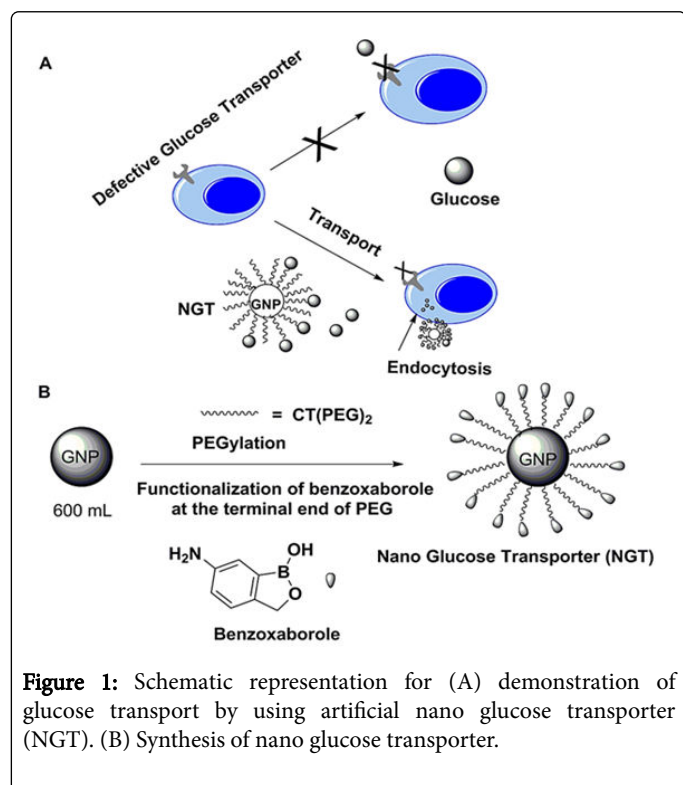 A
Defective Glucose Transporter
Glucose
Transport
NGT
GNP
Endocytosis
B
GNP
600 mL
= CT(PEG)₂
PEGylation
Functionalization of benzoxaborole
at the terminal end of PEG
H₂N
OH
B
O
Benzoxaborole
GNP
Nano Glucose Transporter (NGT)
Figure 1: Schematic representation for (A) demonstration of
glucose transport by using artificial nano glucose transporter
(NGT). (B) Synthesis of nano glucose transporter.